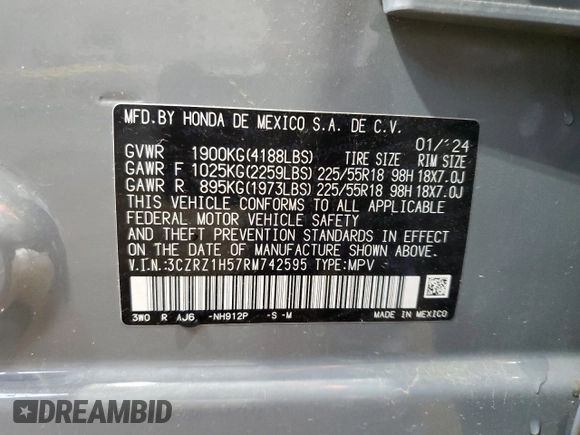 MFD.BY HONDA DE MEXICO S.A. DE C.V.
01/'24
GVWR 1900KG(4188LBS) TIRE SIZE RIM SIZE
GAWR F 1025KG(2259LBS) 225/55R18 98H 18X7.0J
GAWR R 895KG(1973LBS) 225/55R18 98H 18X7.0J
THIS VEHICLE CONFORMS TO ALL APPLICABLE
FEDERAL MOTOR VEHICLE SAFETY
AND THEFT PREVENTION STANDARDS IN EFFECT
ON THE DATE OF MANUFACTURE SHOWN ABOVE.
V.I.N.:3CZRZ1H57RM742595 TYPE:MPV
3W0 R AJ6 -NH912P -S -M MADE IN MEXICO
DREAMBID